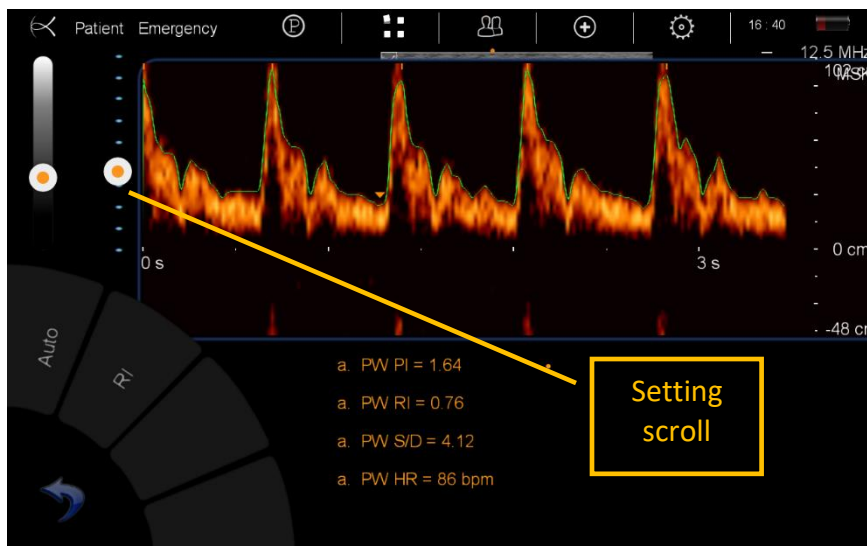 Patient Emergency P 16 : 40
12.5 MHz
MSK
0 s
3 s
0 cm
-48 cm
Auto
RI
a. PW PI = 1.64
a. PW RI = 0.76
a. PW S/D = 4.12
a. PW HR = 86 bpm
Setting
scroll